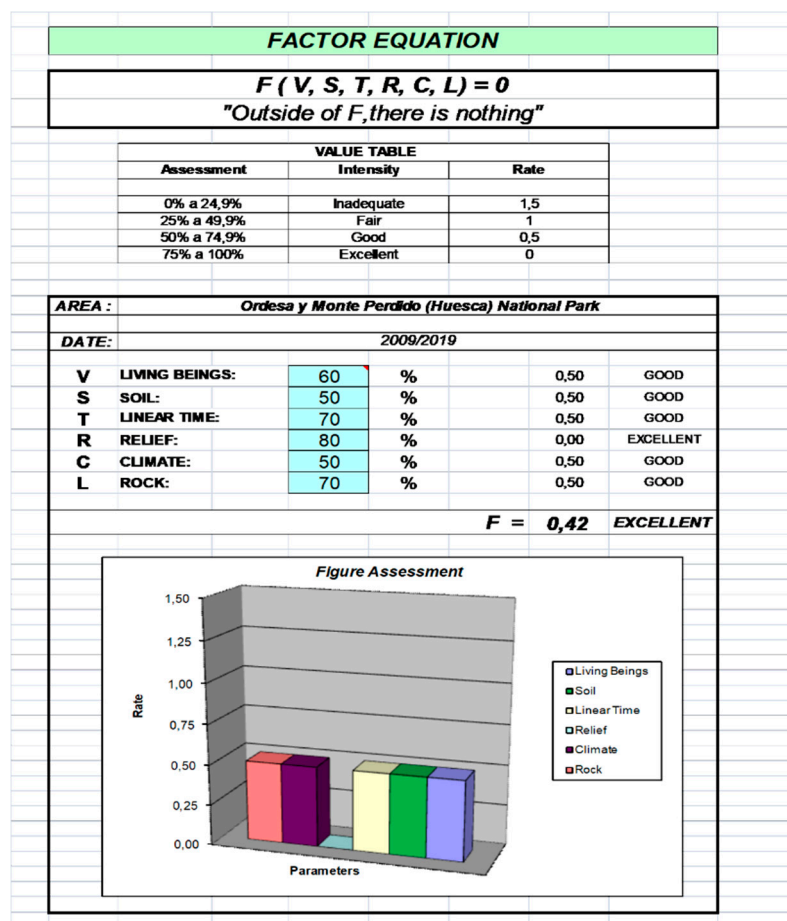 FACTOR EQUATION
F ( V, S, T, R, C, L) = 0
"Outside of F,there is nothing"
VALUE TABLE
Assessment Intensity Rate
0% a 24,9% Inadequate 1,5
25% a 49,9% Fair 1
50% a 74,9% Good 0,5
75% a 100% Excellent 0
AREA : Ordesa y Monte Perdido (Huesca) National Park
DATE: 2009/2019
V LIVING BEINGS: 60 % 0,50 GOOD
S SOIL: 50 % 0,50 GOOD
T LINEAR TIME: 70 % 0,50 GOOD
R RELIEF: 80 % 0,00 EXCELLENT
C CLIMATE: 50 % 0,50 GOOD
L ROCK: 70 % 0,50 GOOD
F = 0,42 EXCELLENT
Figure Assessment
1,50
1,25
1,00
0,75
0,50
0,25
0,00
Rate
Parameters
Living Beings
Soil
Linear Time
Relief
Climate
Rock